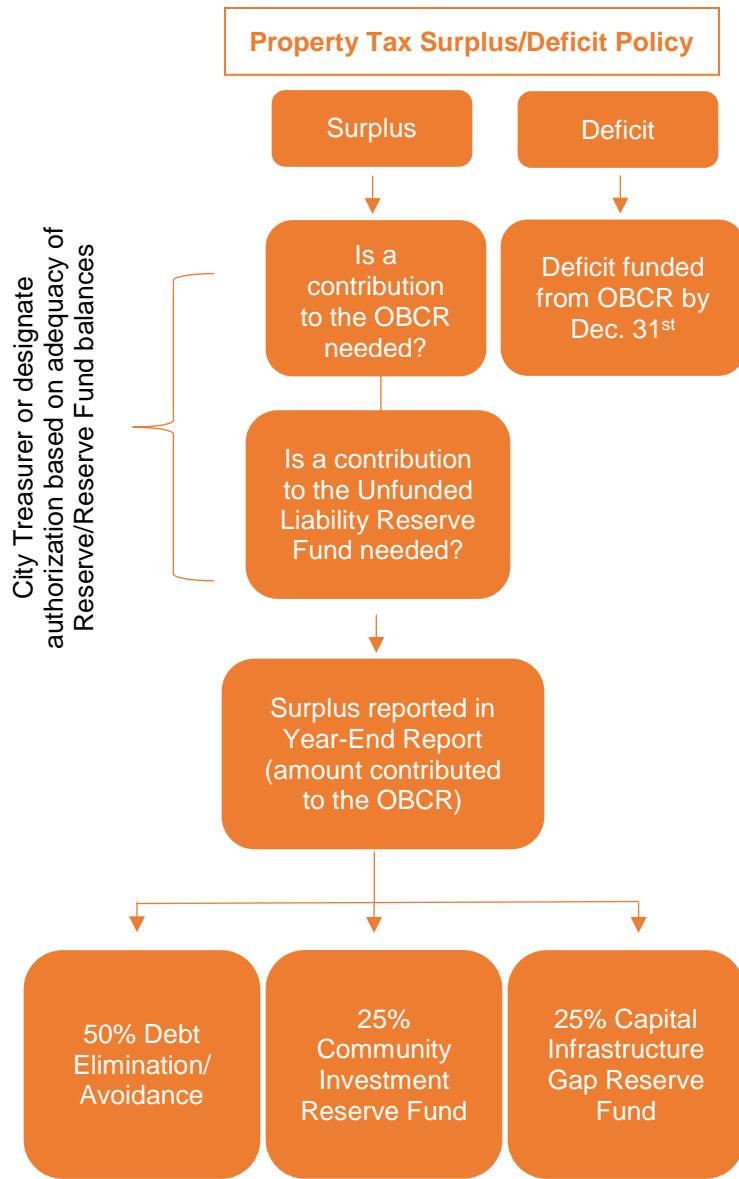 Property Tax Surplus/Deficit Policy
Surplus
Deficit
City Treasurer or designate
authorization based on adequacy of
Reserve/Reserve Fund balances
Is a
contribution
to the OBCR
needed?
Deficit funded
from OBCR by
Dec. 31st
Is a contribution
to the Unfunded
Liability Reserve
Fund needed?
Surplus reported in
Year-End Report
(amount contributed
to the OBCR)
50% Debt
Elimination/
Avoidance
25%
Community
Investment
Reserve Fund
25% Capital
Infrastructure
Gap Reserve
Fund